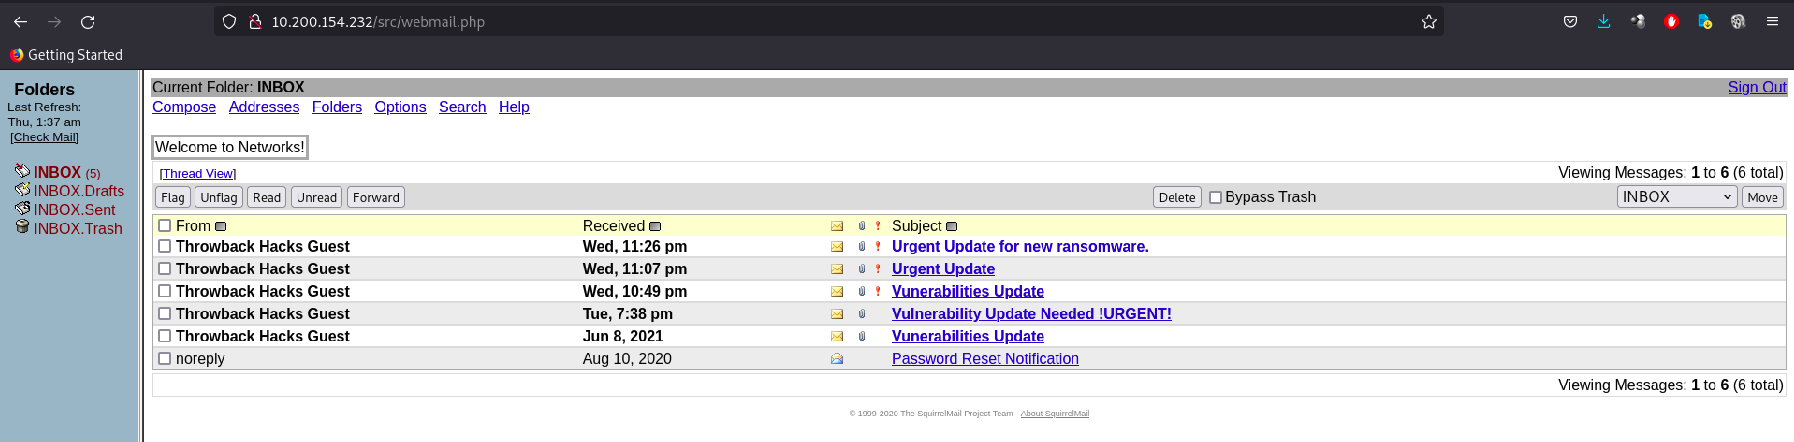 10.200.154.232/src/webmail.php
Getting Started
Folders
Last Refresh:
Thu, 1:37 am
[Check Mail]
INBOX (5)
INBOX.Drafts
INBOX.Sent
INBOX.Trash
Current Folder: INBOX Sign Out
Compose Addresses Folders Options Search Help
Welcome to Networks!
[Thread View] Viewing Messages: 1 to 6 (6 total)
Flag Unflag Read Unread Forward Delete Bypass Trash INBOX Move
From Received Subject
Throwback Hacks Guest Wed, 11:26 pm Urgent Update for new ransomware.
Throwback Hacks Guest Wed, 11:07 pm Urgent Update
Throwback Hacks Guest Wed, 10:49 pm Vunerabilities Update
Throwback Hacks Guest Tue, 7:38 pm Vulnerability Update Needed !URGENT!
Throwback Hacks Guest Jun 8, 2021 Vunerabilities Update
noreply Aug 10, 2020 Password Reset Notification
Viewing Messages: 1 to 6 (6 total)
© 1999-2020 The SquirrelMail Project Team About SquirrelMail